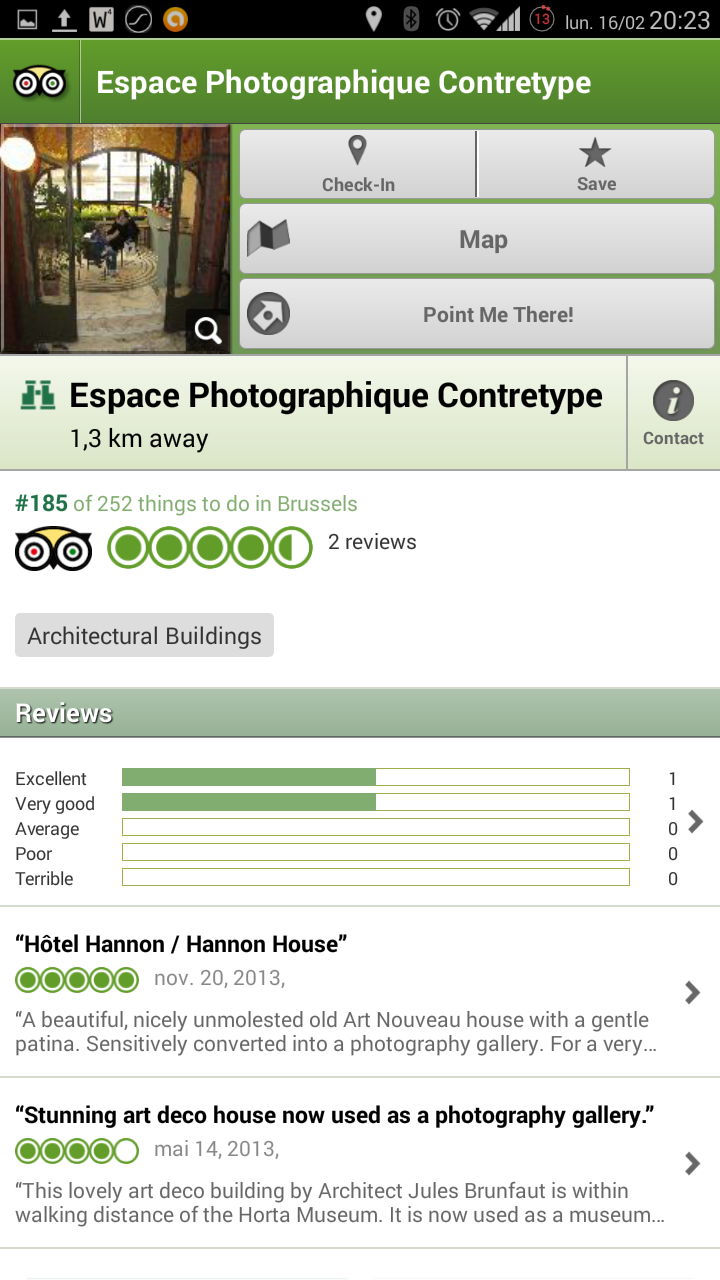 W
13
lun. 16/02 20:23
Espace Photographique Contretype
Check-In
Save
Map
Point Me There!
Espace Photographique Contretype
1,3 km away
i
Contact
#185 of 252 things to do in Brussels
2 reviews
Architectural Buildings
Reviews
Excellent 1
Very good 1
Average 0
Poor 0
Terrible 0
“Hôtel Hannon / Hannon House”
nov. 20, 2013,
“A beautiful, nicely unmolested old Art Nouveau house with a gentle
patina. Sensitively converted into a photography gallery. For a very...
“Stunning art deco house now used as a photography gallery.”
mai 14, 2013,
“This lovely art deco building by Architect Jules Brunfaut is within
walking distance of the Horta Museum. It is now used as a museum...